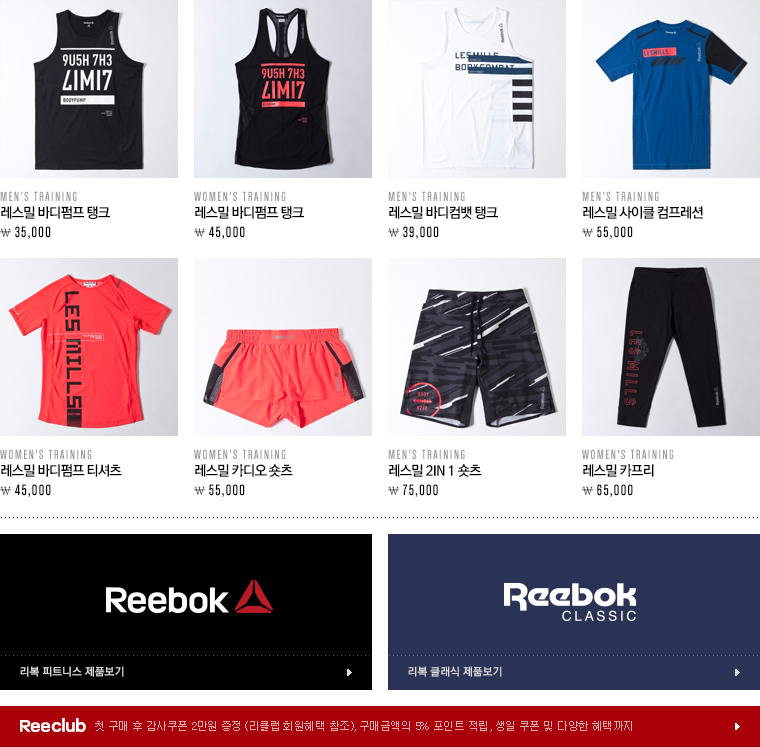 9U5H 7H3
LIMI7
BODYPUMP
9U5H 7H3
LIMI7
LESMILLS
BODYCOMBAT
Reebok
LESMILLS
MEN'S TRAINING
레스밀 바디펌프 탱크
₩ 35,000
WOMEN'S TRAINING
레스밀 바디펌프 탱크
₩ 45,000
MEN'S TRAINING
레스밀 바디컴뱃 탱크
₩ 39,000
MEN'S TRAINING
레스밀 사이클 컴프레션
₩ 55,000
LES MILLS
LES MILLS
WOMEN'S TRAINING
레스밀 바디펌프 티셔츠
₩ 45,000
WOMEN'S TRAINING
레스밀 카디오 숏츠
₩ 55,000
MEN'S TRAINING
레스밀 2IN 1 숏츠
₩ 75,000
WOMEN'S TRAINING
레스밀 카프리
₩ 65,000
Reebok
리복 피트니스 제품보기
Reebok
CLASSIC
리복 클래식 제품보기
Reeclub 첫 구매 후 감사쿠폰 2만원 증정 (리클럽 회원혜택 참조), 구매금액의 5% 포인트 적립, 생일 쿠폰 및 다양한 혜택까지